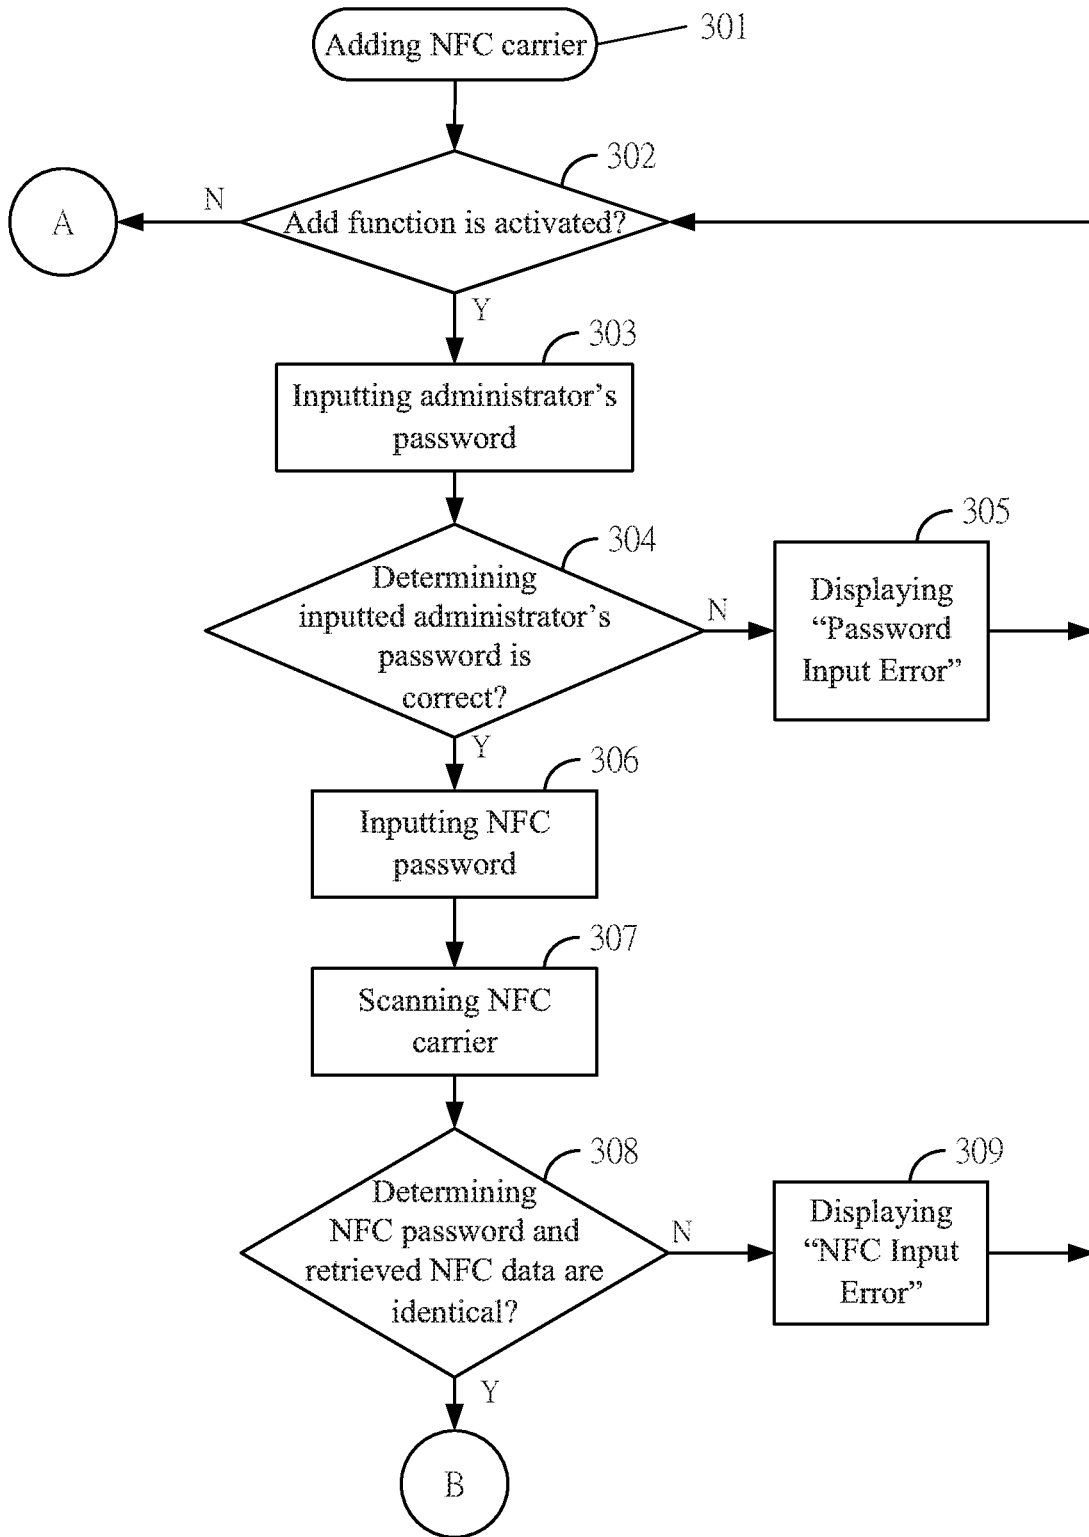 Adding NFC carrier
301
302
A
N
Add function is activated?
Y
303
Inputting administrator's
password
304
Determining
inputted administrator's
password is
correct?
N
305
Displaying
“Password
Input Error”
Y
306
Inputting NFC
password
307
Scanning NFC
carrier
308
Determining
NFC password and
retrieved NFC data are
identical?
N
309
Displaying
“NFC Input
Error”
Y
B